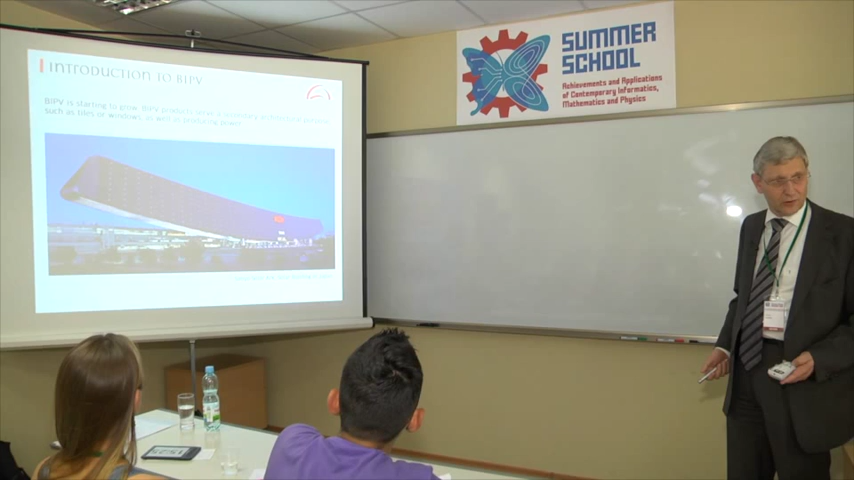 INTRODUCTION TO BIPV
BIPV is starting to grow. BIPV products serve a secondary architectural purpose
such as tiles or windows, as well as producing power
SUMMER
SCHOOL
Achievements and Applications
of Contemporary Informatics,
Mathematics and Physics